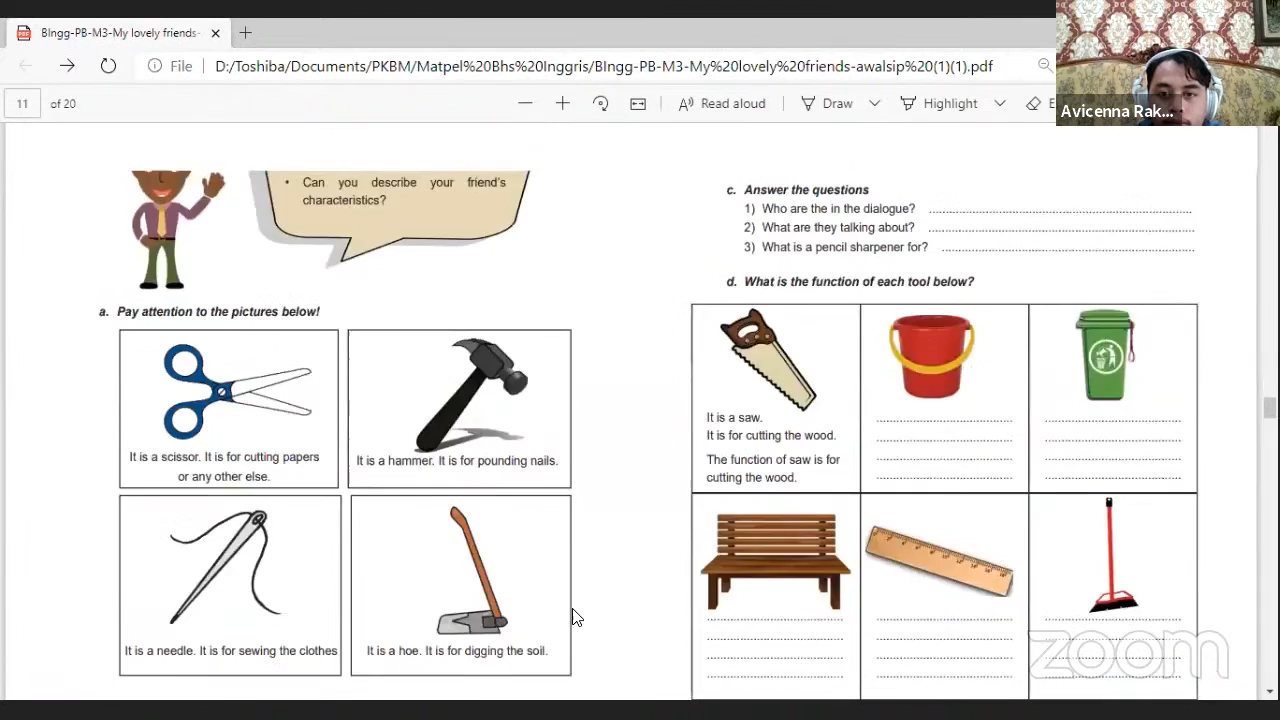 BIngg-PB-M3-My lovely friends-
File
D:/Toshiba/Documents/PKBM/Matpel%20Bhs%20Inggris/BIngg-PB-M3-My%20lovely%20friends-awalsip%20(1)(1).pdf
11 of 20
Read aloud
Draw
Highlight
Avicenna Rak...
• Can you describe your friend's
characteristics?
a. Pay attention to the pictures below!
It is a scissor. It is for cutting papers
or any other else.
It is a hammer. It is for pounding nails.
It is a needle. It is for sewing the clothes
It is a hoe. It is for digging the soil.
c. Answer the questions
1) Who are the in the dialogue?
2) What are they talking about?
3) What is a pencil sharpener for?
d. What is the function of each tool below?
It is a saw.
It is for cutting the wood.
The function of saw is for
cutting the wood.
zoom